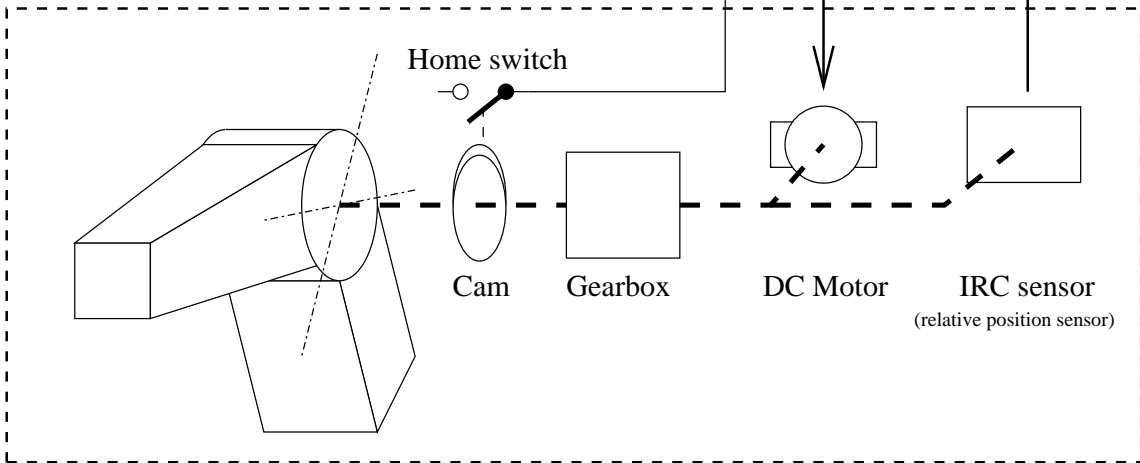 Home switch
Cam
Gearbox
DC Motor
IRC sensor
(relative position sensor)